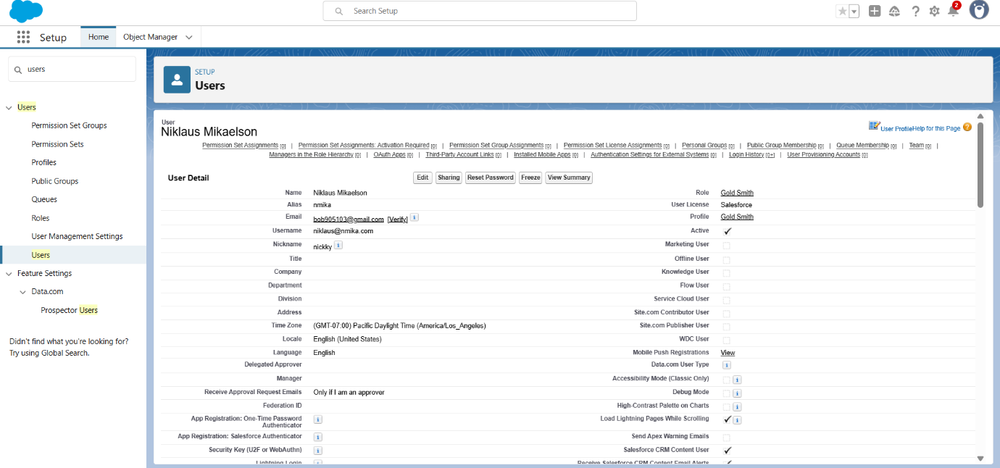 Search Setup
2
Setup
Home
Object Manager
users
Users
Permission Set Groups
Permission Sets
Profiles
Public Groups
Queues
Roles
User Management Settings
Users
Feature Settings
Data.com
Prospector Users
Didn't find what you're looking for?
Try using Global Search.
SETUP
Users
User
Niklaus Mikaelson
User Profile Help for this Page ?
Permission Set Assignments [0] | Permission Set Assignments: Activation Required [0] | Permission Set Group Assignments [0] | Permission Set License Assignments [0] | Personal Groups [0] | Public Group Membership [0] | Queue Membership [0] | Team [0] |
Managers in the Role Hierarchy [0] | OAuth Apps [0] | Third-Party Account Links [0] | Installed Mobile Apps [0] | Authentication Settings for External Systems [0] | Login History [0+] | User Provisioning Accounts [0]
User Detail Edit Sharing Reset Password Freeze View Summary
Name Niklaus Mikaelson Role Gold Smith
Alias nmika User License Salesforce
Email bob905103@gmail.com [Verify] i Profile Gold Smith
Username niklaus@nmika.com Active ✓
Nickname nickky i Marketing User
Title Offline User
Company Knowledge User
Department Flow User
Division Service Cloud User
Address Site.com Contributor User
Time Zone (GMT-07:00) Pacific Daylight Time (America/Los_Angeles) Site.com Publisher User
Locale English (United States) WDC User
Language English Mobile Push Registrations View
Delegated Approver Data.com User Type i
Manager Accessibility Mode (Classic Only) i
Receive Approval Request Emails Only if I am an approver Debug Mode i
Federation ID High-Contrast Palette on Charts i
App Registration: One-Time Password Authenticator i Load Lightning Pages While Scrolling ✓ i
App Registration: Salesforce Authenticator i Send Apex Warning Emails
Security Key (U2F or WebAuthn) i Salesforce CRM Content User ✓
Lightning Login i Receive Salesforce CRM Content Email Alerts ✓